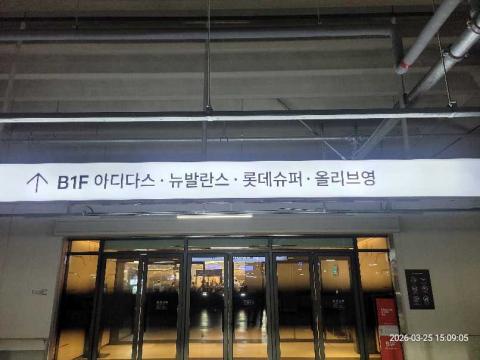 ↑ B1F 아디다스 · 뉴발란스 · 롯데슈퍼 · 올리브영
2026-03-25 15:09:05